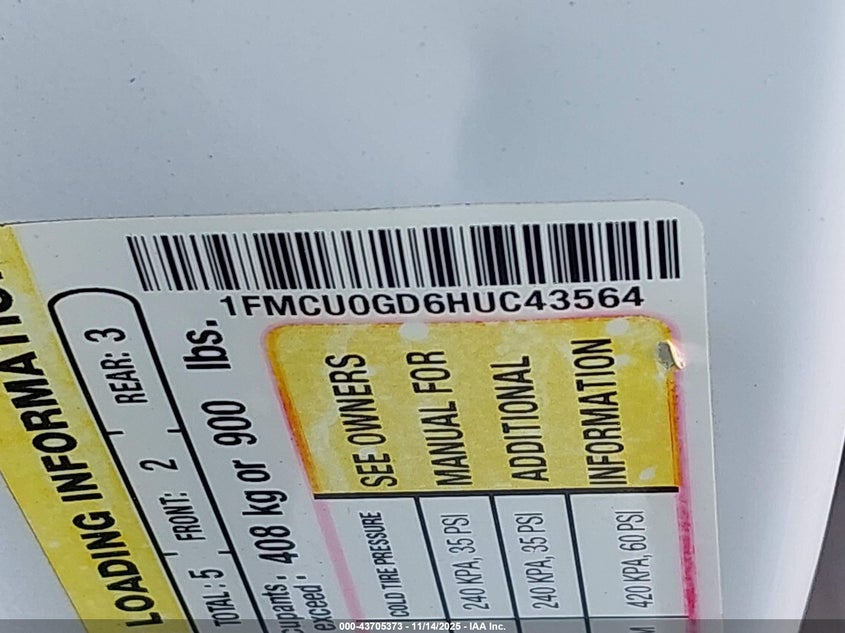 1FMCU0GD6HUC43564
LOADING INFORMATIO
TOTAL: 5 FRONT: 2 REAR: 3
upants. 408 kg or 900 lbs.
exceed:
SEE OWNERS
MANUAL FOR
ADDITIONAL
INFORMATION
COLD TIRE PRESSURE
240 KPA, 35 PSI
240 KPA, 35 PSI
420 KPA, 60 PSI
000-43705373 - 11/14/2025 - IAA Inc.